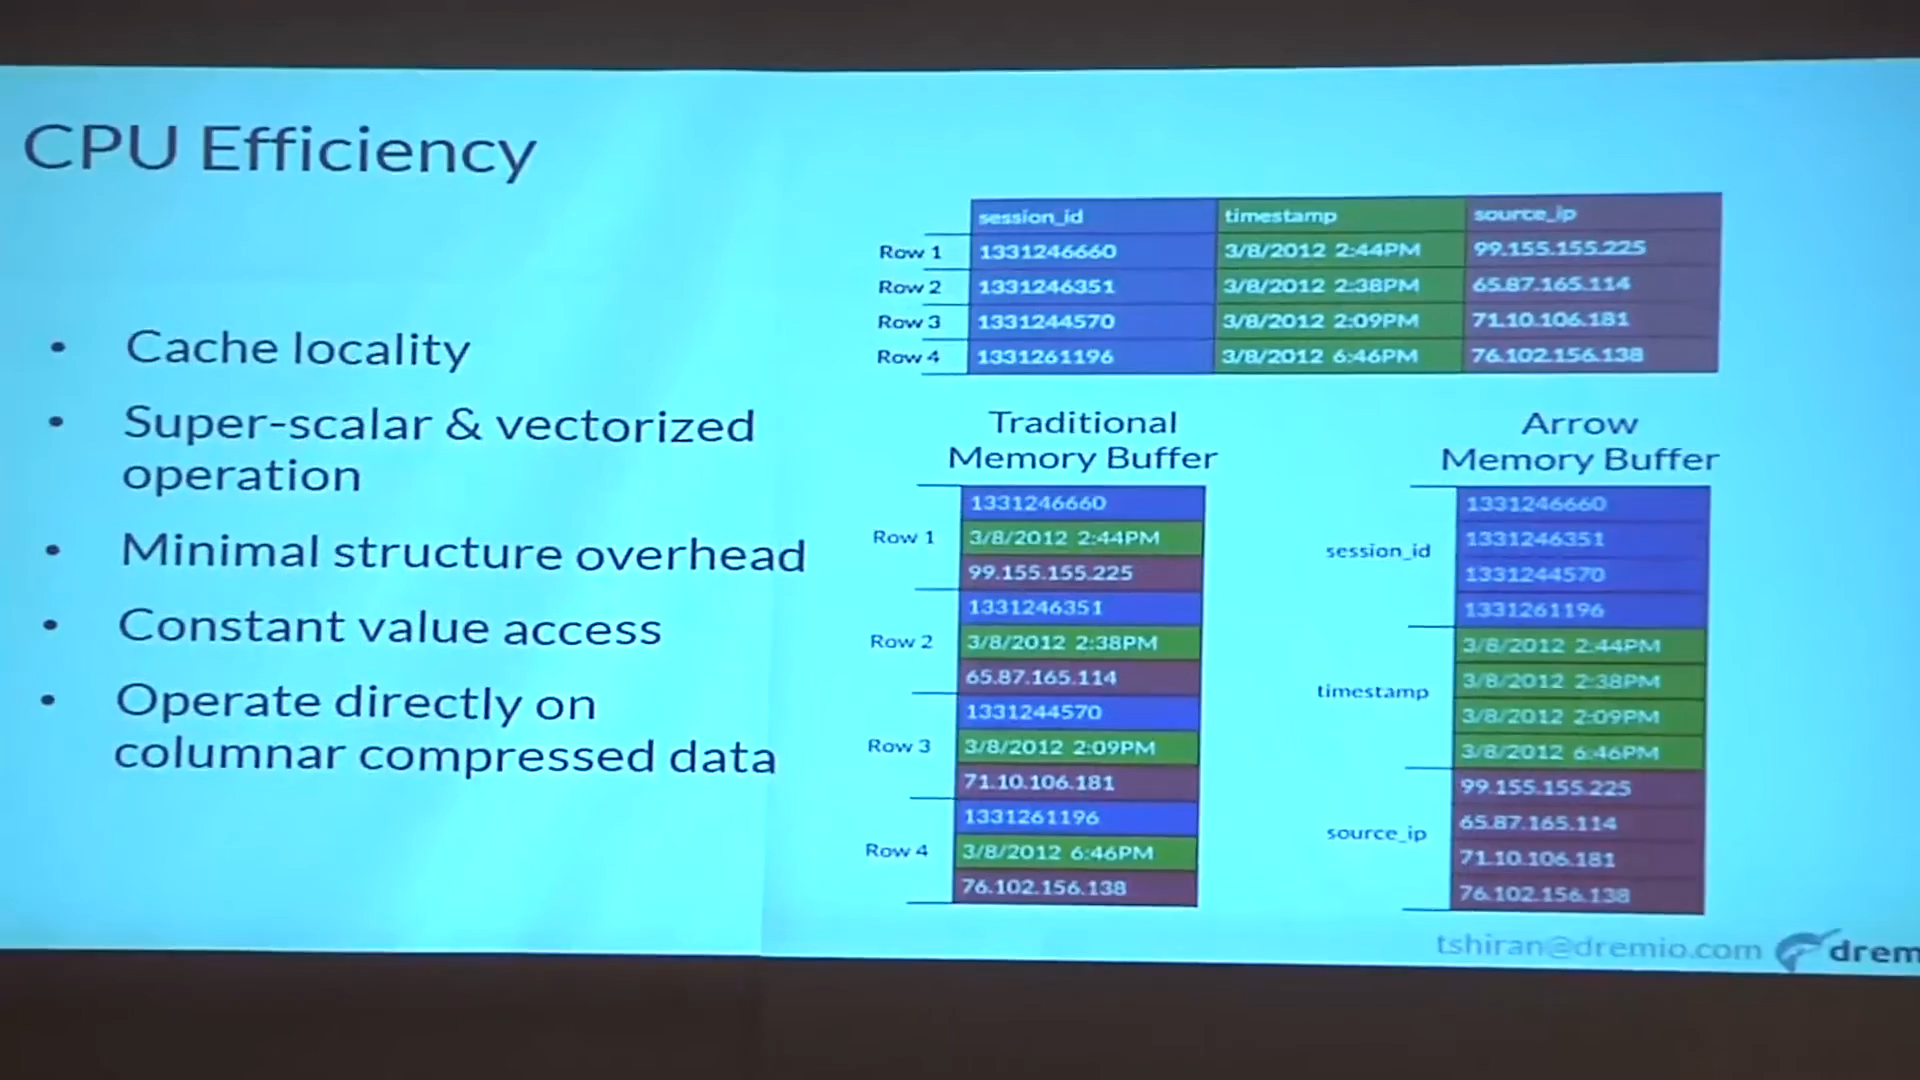 CPU Efficiency
• Cache locality
• Super-scalar & vectorized
operation
• Minimal structure overhead
• Constant value access
• Operate directly on
columnar compressed data
session_id timestamp source_ip
Row 1 1331246660 3/8/2012 2:44PM 99.155.155.225
Row 2 1331246351 3/8/2012 2:38PM 65.87.165.114
Row 3 1331244570 3/8/2012 2:09PM 71.10.106.181
Row 4 1331261196 3/8/2012 6:46PM 76.102.156.138
Traditional
Memory Buffer
Row 1
1331246660
3/8/2012 2:44PM
99.155.155.225
Row 2
1331246351
3/8/2012 2:38PM
65.87.165.114
Row 3
1331244570
3/8/2012 2:09PM
71.10.106.181
Row 4
1331261196
3/8/2012 6:46PM
76.102.156.138
Arrow
Memory Buffer
session_id
1331246660
1331246351
1331244570
1331261196
timestamp
3/8/2012 2:44PM
3/8/2012 2:38PM
3/8/2012 2:09PM
3/8/2012 6:46PM
source_ip
99.155.155.225
65.87.165.114
71.10.106.181
76.102.156.138
tshiran@dremio.com drem